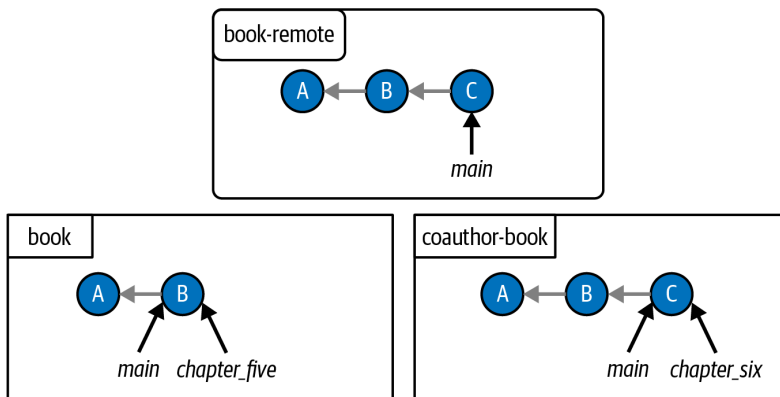 book-remote
A B C
main
book
A B
main chapter_five
coauthor-book
A B C
main chapter_six